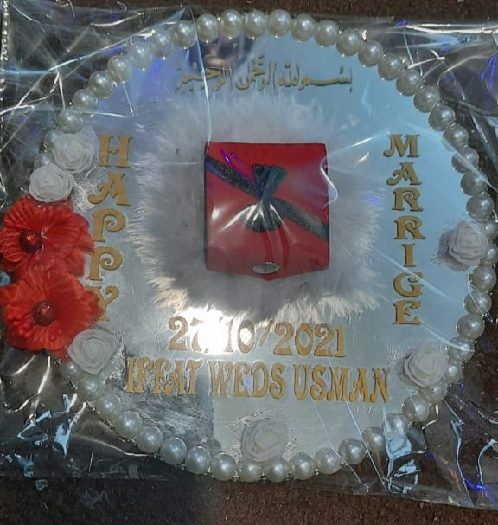 بسم الله الرحمن الرحيم
HAPPY
MARRIGE
27/10/2021
IFFAT WEDS USMAN